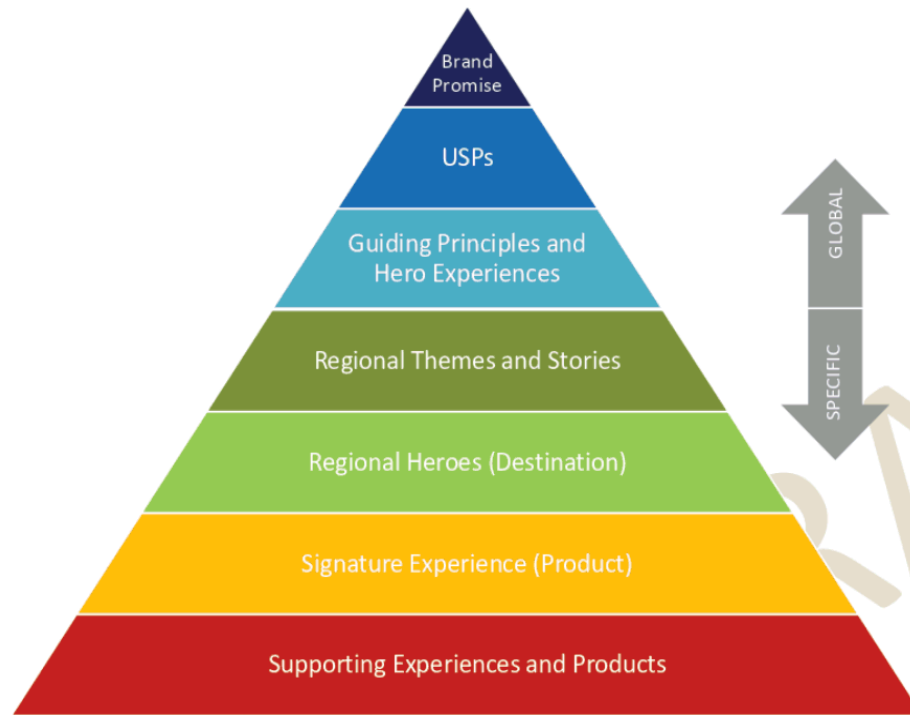 Brand
Promise
USPs
Guiding Principles and
Hero Experiences
Regional Themes and Stories
Regional Heroes (Destination)
Signature Experience (Product)
Supporting Experiences and Products
GLOBAL
SPECIFIC